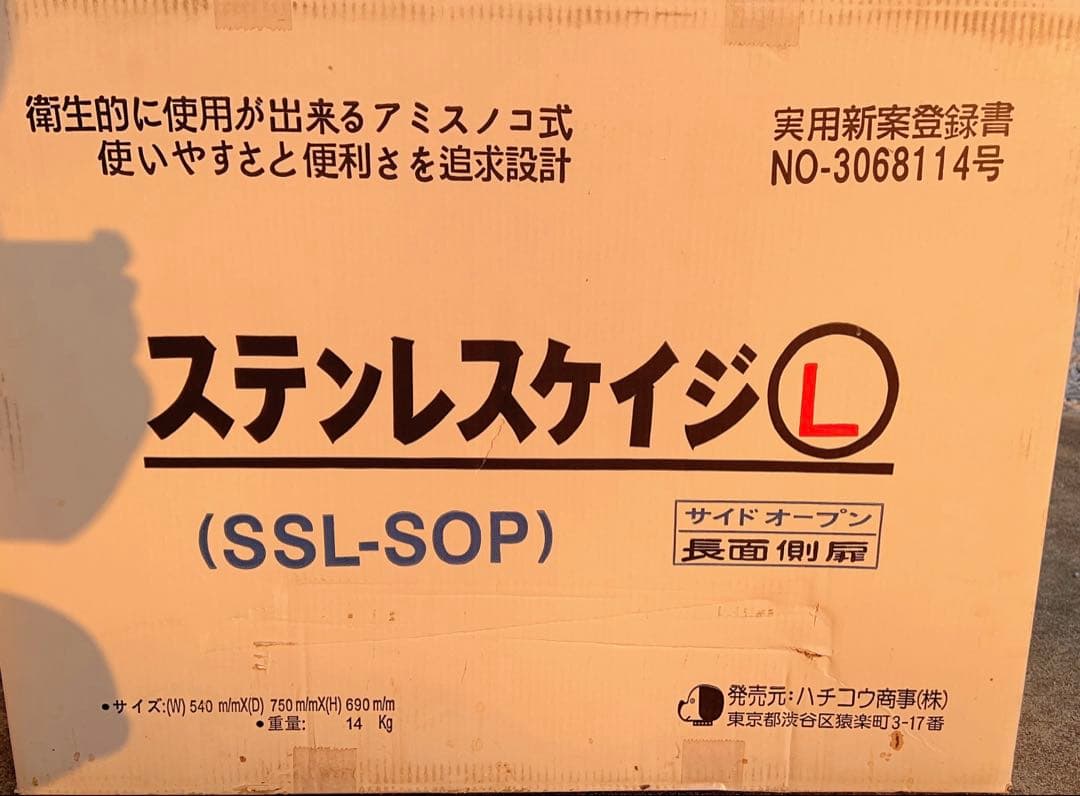 衛生的に使用が出来るアミスノコ式
使いやすさと便利さを追求設計
実用新案登録書
NO-3068114号
ステンレスケイジL
(SSL-SOP)
サイド オープン
長面側扉
●サイズ:(W) 540 m/mX(D) 750 m/mX(H) 690 m/m
●重量: 14 Kg
発売元:ハチコウ商事(株)
東京都渋谷区猿楽町3-17番